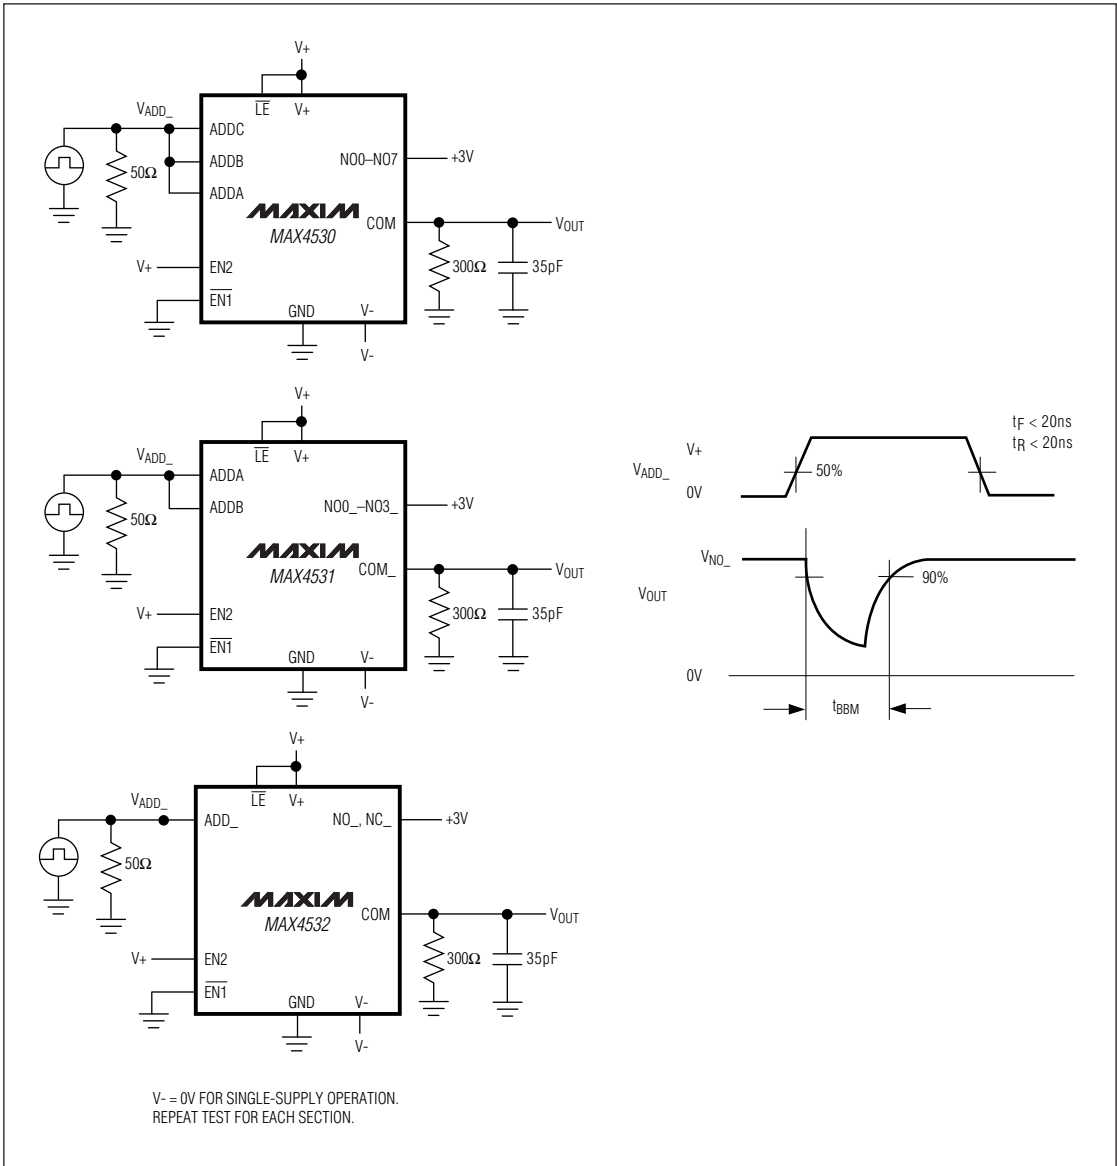 V+
LE V+
VADD_
ADDC
ADDB
ADDA
50Ω
NO0–NO7 +3V
MAXIM
MAX4530
COM VOUT
300Ω 35pF
V+ EN2
EN1
GND V-
V-
V+
LE V+
VADD_
ADDA
ADDB
50Ω
NO0_–NO3_ +3V
MAXIM
MAX4531
COM_ VOUT
300Ω 35pF
V+ EN2
EN1
GND V-
V-
V+
LE V+
VADD_
ADD_
50Ω
NO_, NC_ +3V
MAXIM
MAX4532
COM VOUT
300Ω 35pF
V+ EN2
EN1
GND V-
V-
V- = 0V FOR SINGLE-SUPPLY OPERATION.
REPEAT TEST FOR EACH SECTION.
tF < 20ns
tR < 20ns
V+
VADD_
50%
0V
VNO_
90%
VOUT
0V
tBBM